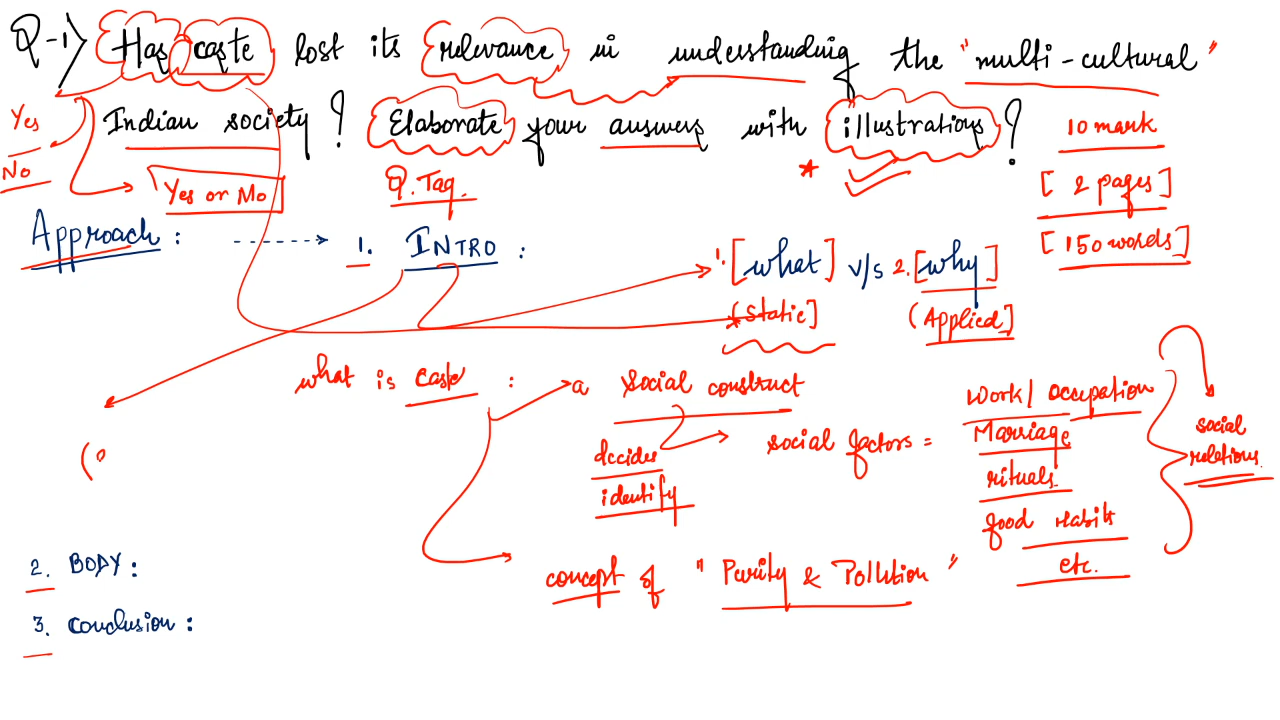 Q-1) Has caste lost its relevance in understanding the "multi-cultural"
Indian society? Elaborate your answers with illustrations?
10 mark
[2 pages]
[150 words]
Yes
No
Yes or No
Q. Tag.
Approach: 1. INTRO:
1. [what] v/s 2. [why]
(Static] (Applied]
what is caste : a social construct
decides
identify
social factors =
Work/Occupation
Marriage
rituals
food Habits
etc.
social
relations.
concept of "Purity & Pollution"
2. BODY:
3. Conclusion: